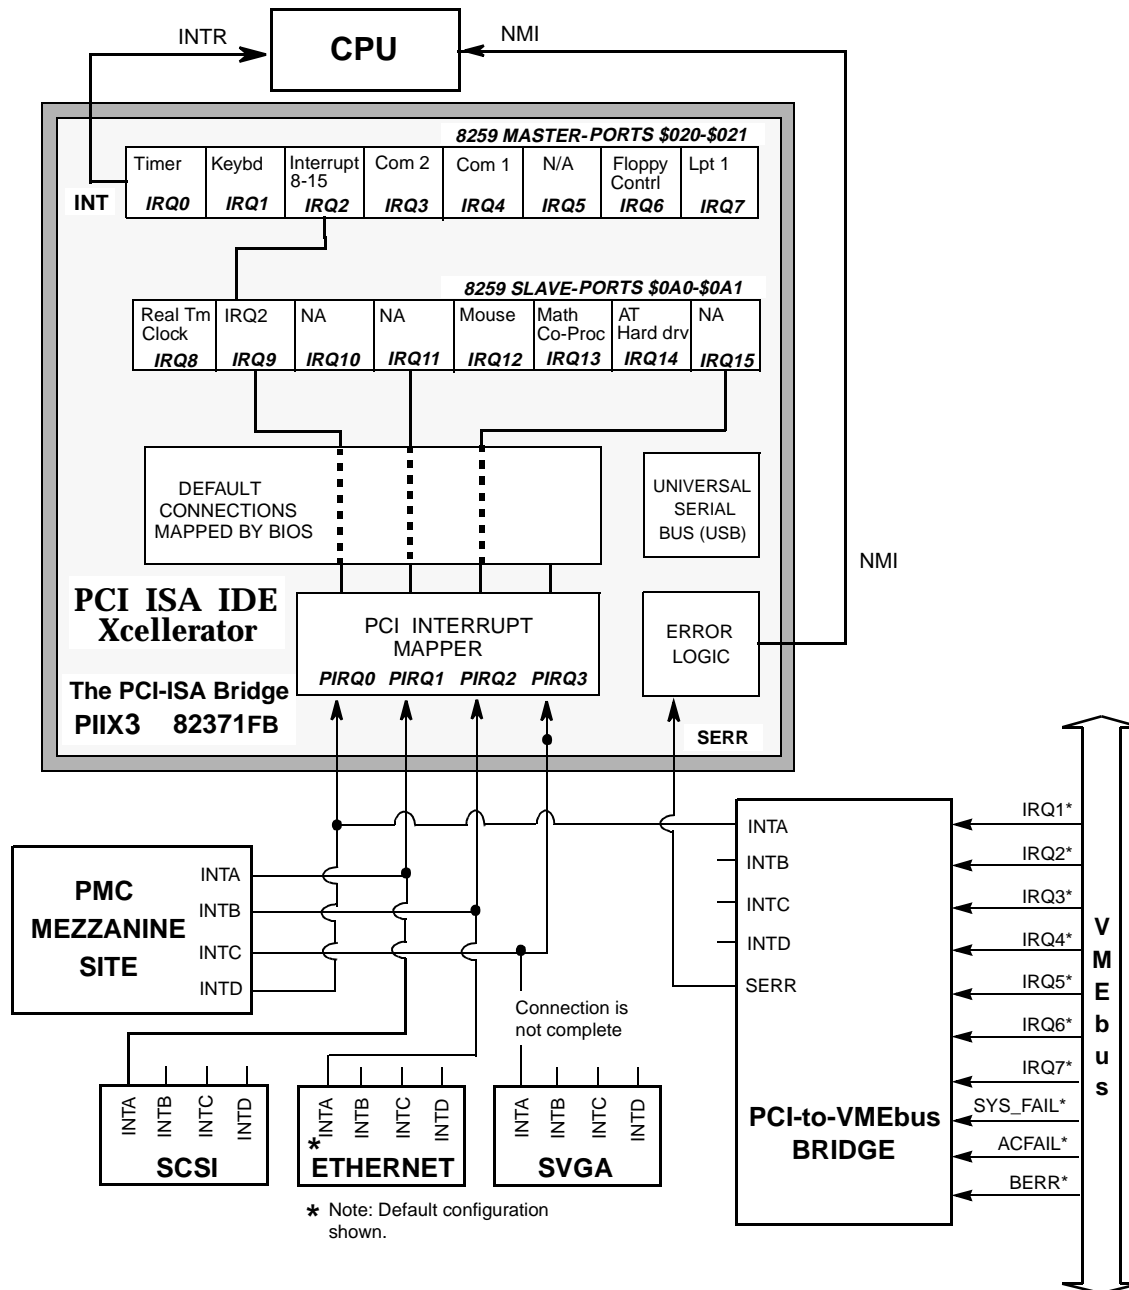 INTR
CPU
NMI
8259 MASTER-PORTS $020-$021
Timer
Keybd
Interrupt
8-15
Com 2
Com 1
N/A
Floppy
Contrl
Lpt 1
INT
IRQ0
IRQ1
IRQ2
IRQ3
IRQ4
IRQ5
IRQ6
IRQ7
8259 SLAVE-PORTS $0A0-$0A1
Real Tm
Clock
IRQ2
NA
NA
Mouse
Math
Co-Proc
AT
Hard drv
NA
IRQ8
IRQ9
IRQ10
IRQ11
IRQ12
IRQ13
IRQ14
IRQ15
DEFAULT
CONNECTIONS
MAPPED BY BIOS
UNIVERSAL
SERIAL
BUS (USB)
NMI
PCI ISA IDE
Xcellerator
PCI INTERRUPT
MAPPER
PIRQ0 PIRQ1 PIRQ2 PIRQ3
ERROR
LOGIC
The PCI-ISA Bridge
PIIX3 82371FB
SERR
PMC
MEZZANINE
SITE
INTA
INTB
INTC
INTD
INTA
INTB
INTC
INTD
SERR
PCI-to-VMEbus
BRIDGE
IRQ1*
IRQ2*
IRQ3*
IRQ4*
IRQ5*
IRQ6*
IRQ7*
SYS_FAIL*
ACFAIL*
BERR*
VMEbus
Connection is
not complete
INTA
INTB
INTC
INTD
SCSI
INTA
INTB
INTC
INTD
*
ETHERNET
INTA
INTB
INTC
INTD
SVGA
* Note: Default configuration
shown.